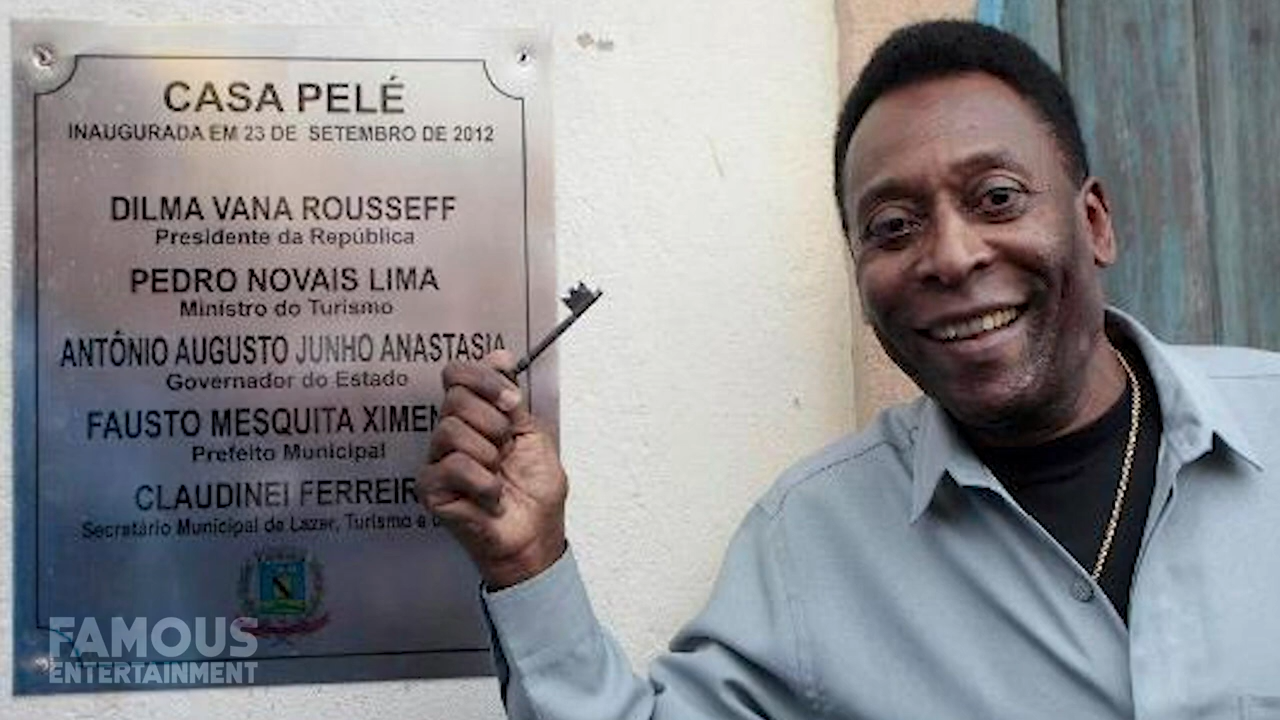 CASA PELÉ
INAUGURADA EM 23 DE SETEMBRO DE 2012
DILMA VANA ROUSSEFF
Presidente da República
PEDRO NOVAIS LIMA
Ministro do Turismo
ANTÔNIO AUGUSTO JUNHO ANASTASIA
Governador do Estado
FAUSTO MESQUITA XIMEN
Prefeito Municipal
CLAUDINEI FERREIR
Secretário Municipal de Lazer, Turismo e
FAMOUS
ENTERTAINMENT